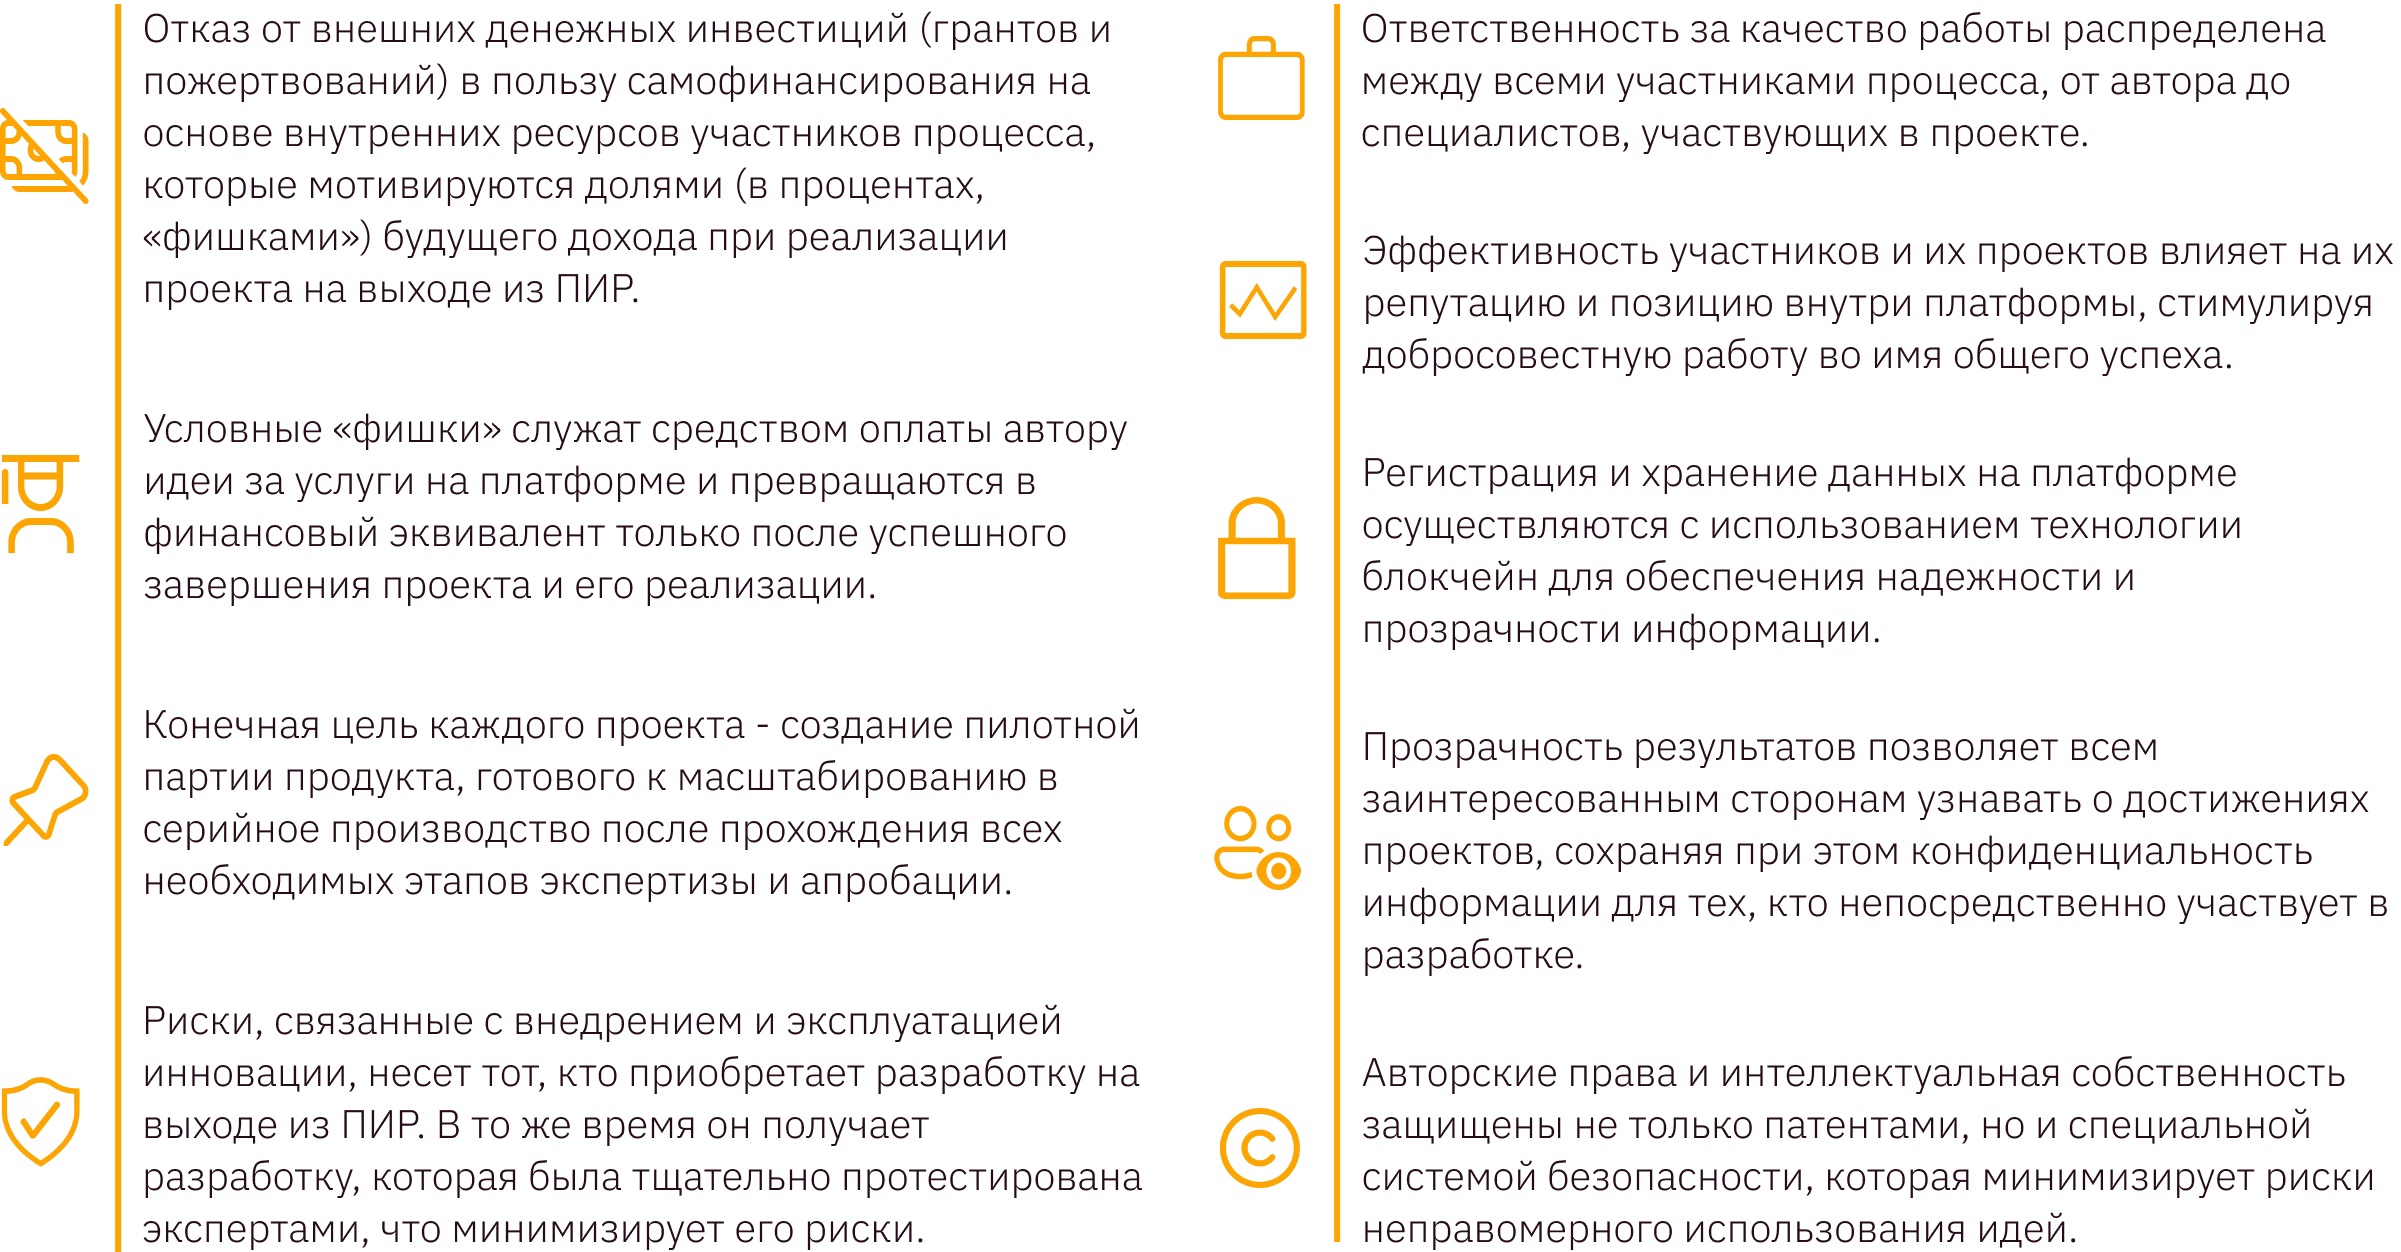 Отказ от внешних денежных инвестиций (грантов и
пожертвований) в пользу самофинансирования на
основе внутренних ресурсов участников процесса,
которые мотивируются долями (в процентах,
«фишками») будущего дохода при реализации
проекта на выходе из ПИР.
Условные «фишки» служат средством оплаты автору
идеи за услуги на платформе и превращаются в
финансовый эквивалент только после успешного
завершения проекта и его реализации.
Конечная цель каждого проекта - создание пилотной
партии продукта, готового к масштабированию в
серийное производство после прохождения всех
необходимых этапов экспертизы и апробации.
Риски, связанные с внедрением и эксплуатацией
инновации, несет тот, кто приобретает разработку на
выходе из ПИР. В то же время он получает
разработку, которая была тщательно протестирована
экспертами, что минимизирует его риски.
Ответственность за качество работы распределена
между всеми участниками процесса, от автора до
специалистов, участвующих в проекте.
Эффективность участников и их проектов влияет на их
репутацию и позицию внутри платформы, стимулируя
добросовестную работу во имя общего успеха.
Регистрация и хранение данных на платформе
осуществляются с использованием технологии
блокчейн для обеспечения надежности и
прозрачности информации.
Прозрачность результатов позволяет всем
заинтересованным сторонам узнавать о достижениях
проектов, сохраняя при этом конфиденциальность
информации для тех, кто непосредственно участвует в
разработке.
Авторские права и интеллектуальная собственность
защищены не только патентами, но и специальной
системой безопасности, которая минимизирует риски
неправомерного использования идей.